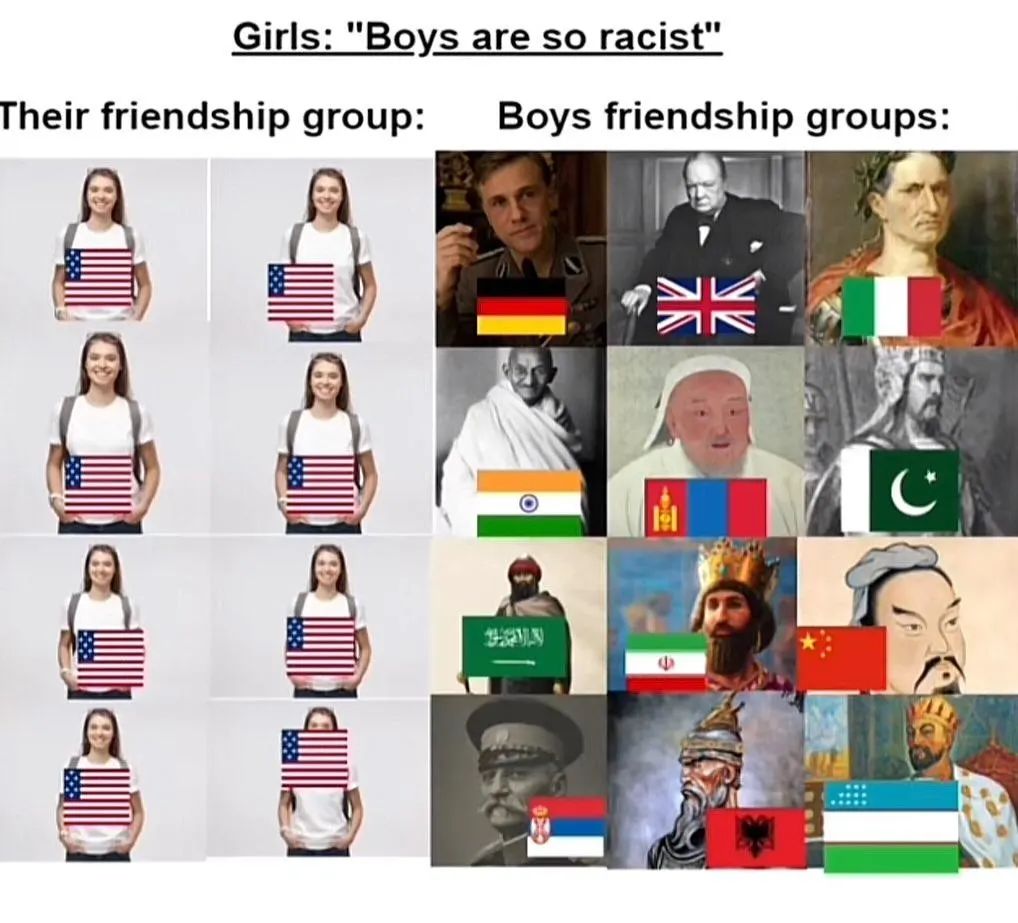 Girls: "Boys are so racist"
Their friendship group:
Boys friendship groups: